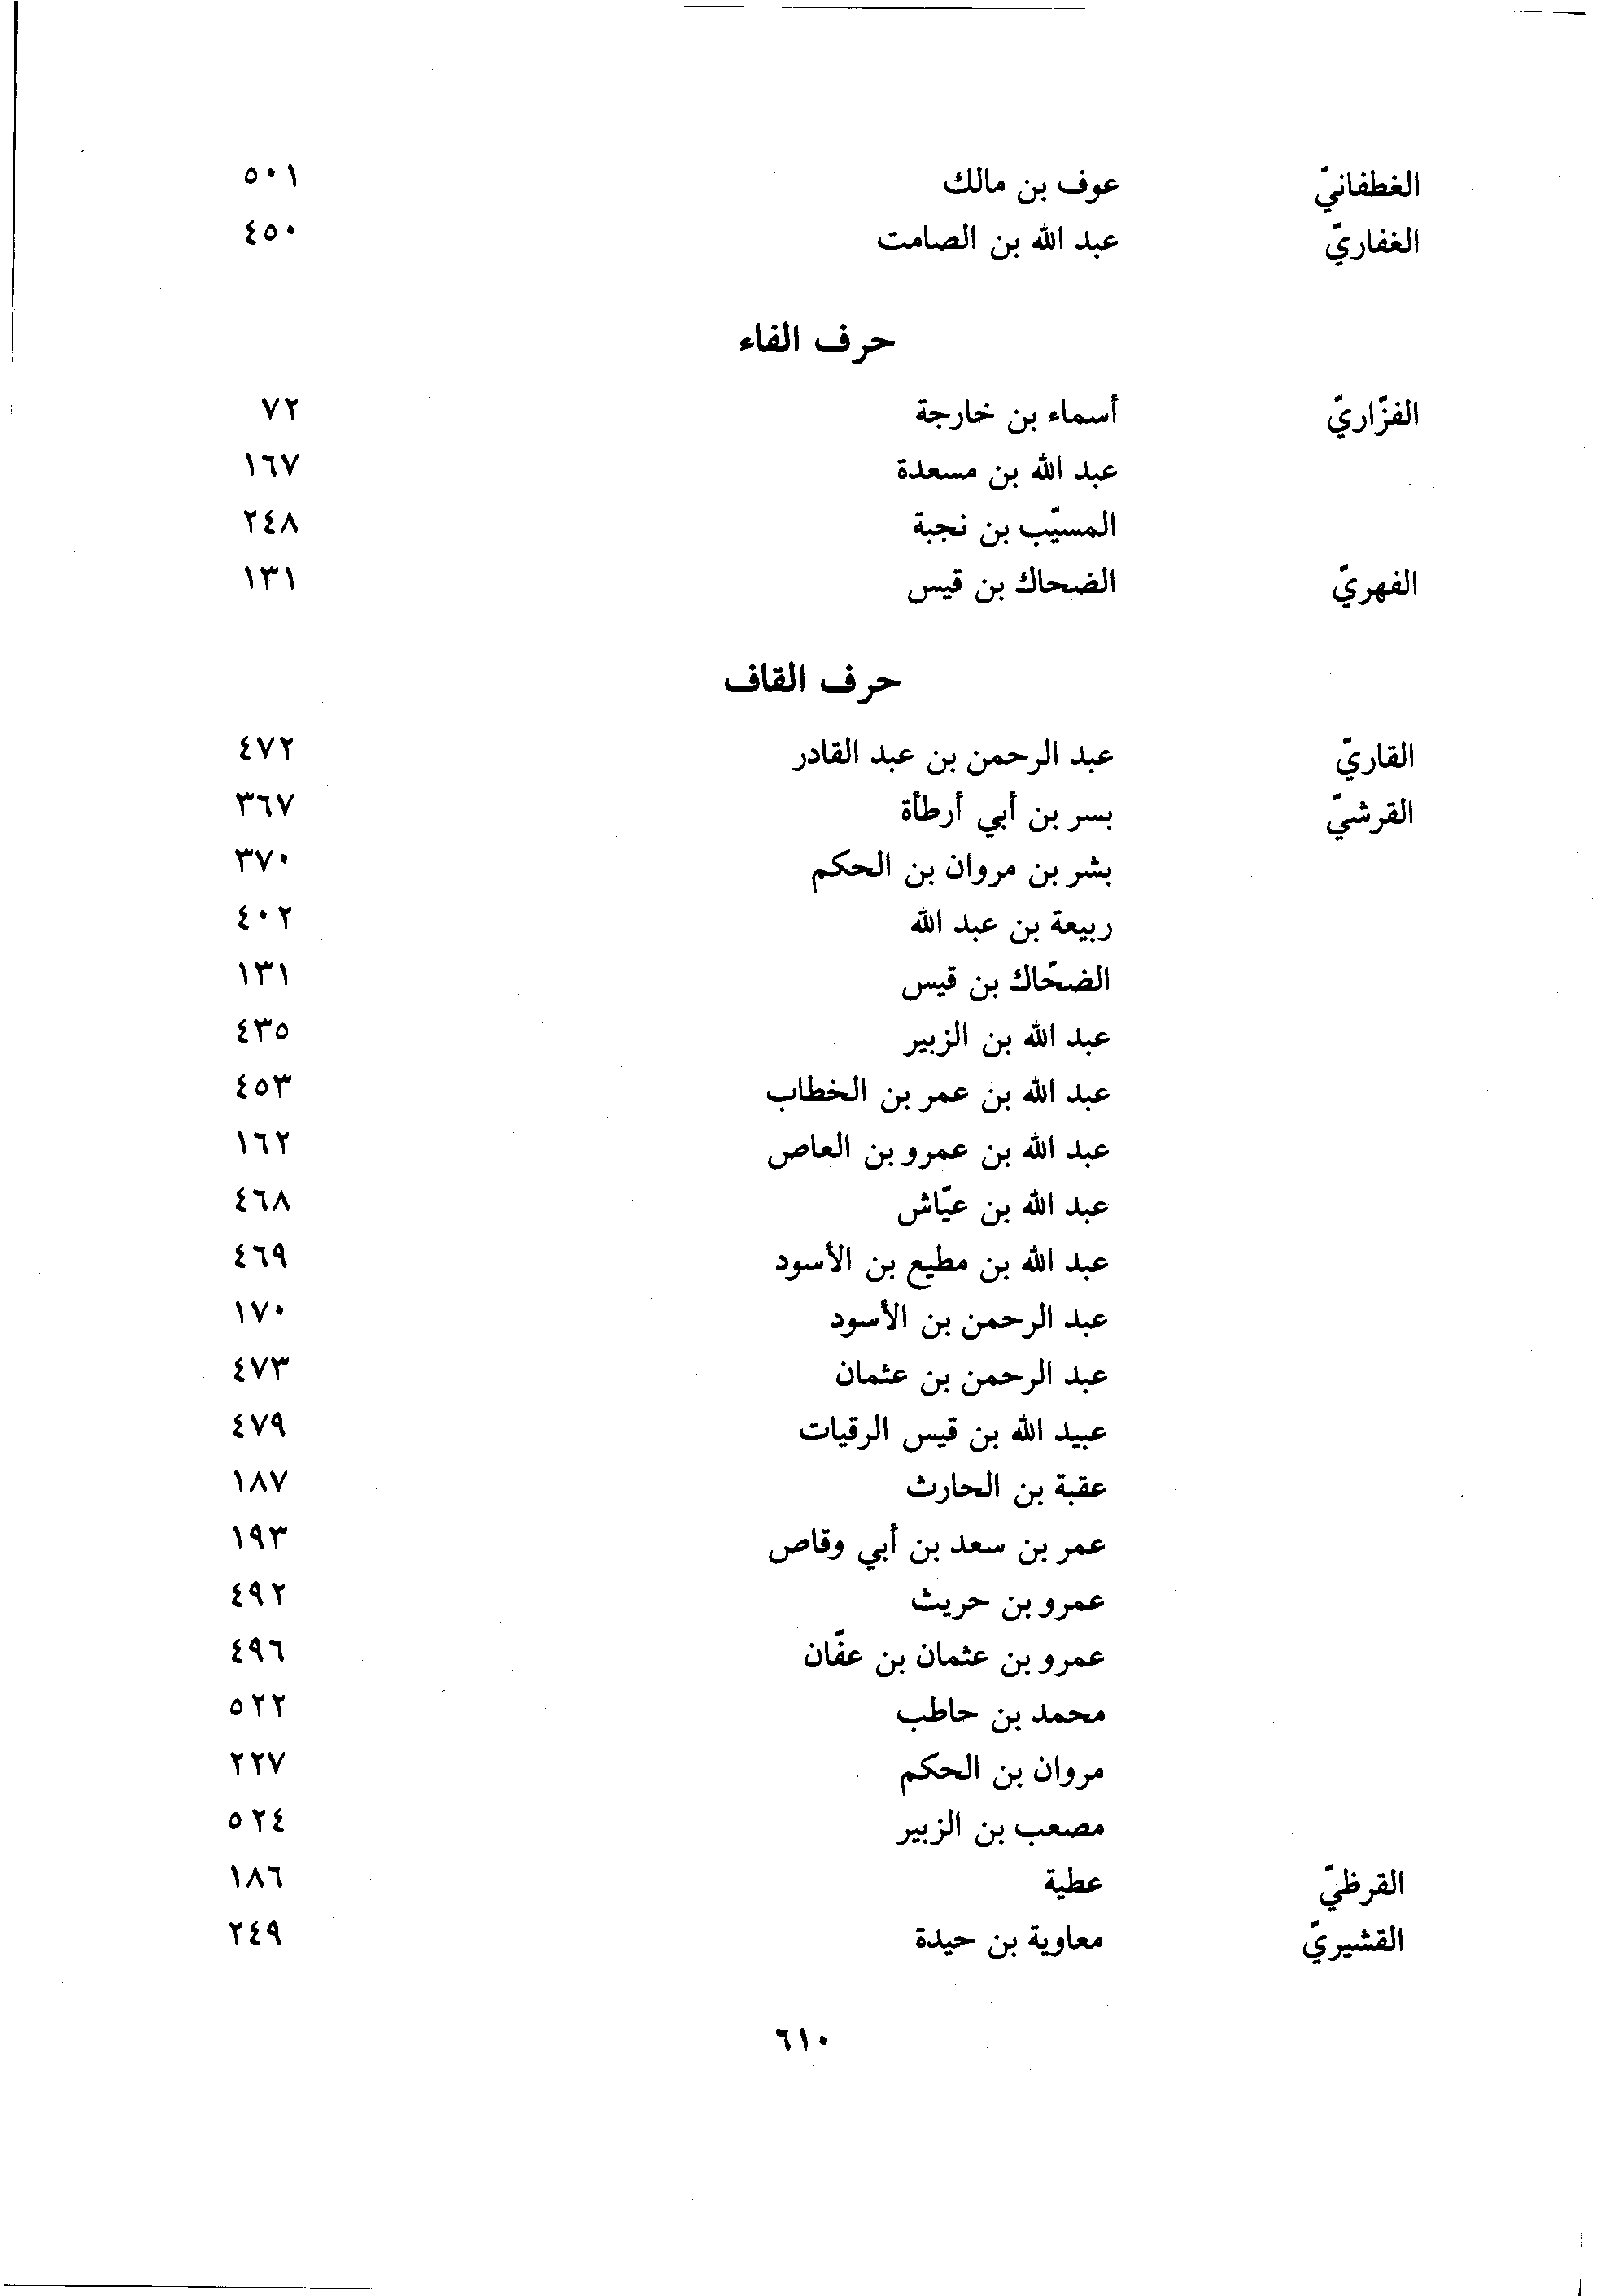 الغطفانيّ عوف بن مالك ٥٠١
الغفاريّ عبد الله بن الصامت ٤٥٠
حرف الفاء
الفزّاريّ أسماء بن خارجة ٧٢
عبد الله بن مسعدة ١٦٧
المسيّب بن نجبة ٢٤٨
الفهريّ الضحاك بن قيس ١٣١
حرف القاف
القاريّ عبد الرحمن بن عبد القادر ٤٧٢
القرشيّ بسر بن أبي أرطأة ٣٦٧
بشر بن مروان بن الحكم ٣٧٠
ربيعة بن عبد الله ٤٠٢
الضحّاك بن قيس ١٣١
عبد الله بن الزبير ٤٣٥
عبد الله بن عمر بن الخطاب ٤٥٣
عبد الله بن عمرو بن العاص ١٦٢
عبد الله بن عيّاش ٤٦٨
عبد الله بن مطيع بن الأسود ٤٦٩
عبد الرحمن بن الأسود ١٧٠
عبد الرحمن بن عثمان ٤٧٣
عبيد الله بن قيس الرقيات ٤٧٩
عقبة بن الحارث ١٨٧
عمر بن سعد بن أبي وقاص ١٩٣
عمرو بن حريث ٤٩٢
عمرو بن عثمان بن عفّان ٤٩٦
محمد بن حاطب ٥٢٢
مروان بن الحكم ٢٢٧
مصعب بن الزبير ٥٢٤
القرظيّ عطية ١٨٦
القشيريّ معاوية بن حيدة ٢٤٩
٦١٠